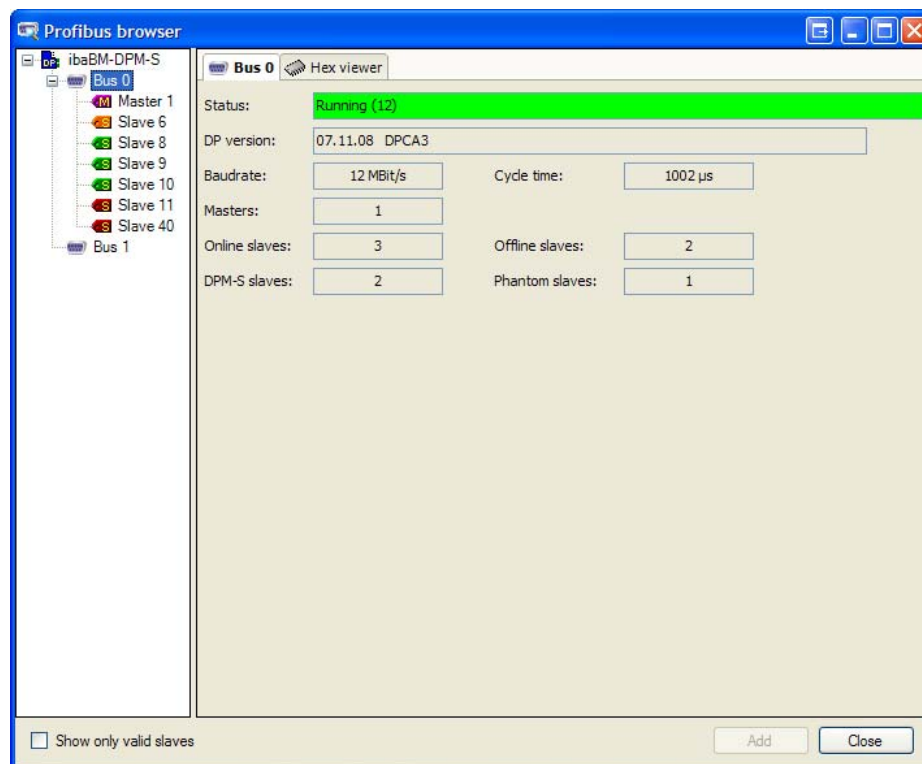 Profibus browser
ibaBM-DPM-S
Bus 0
Master 1
Slave 6
Slave 8
Slave 9
Slave 10
Slave 11
Slave 40
Bus 1
Bus 0 Hex viewer
Status: Running (12)
DP version: 07.11.08 DPCA3
Baudrate: 12 MBit/s Cycle time: 1002 µs
Masters: 1
Online slaves: 3 Offline slaves: 2
DPM-S slaves: 2 Phantom slaves: 1
Show only valid slaves Add Close